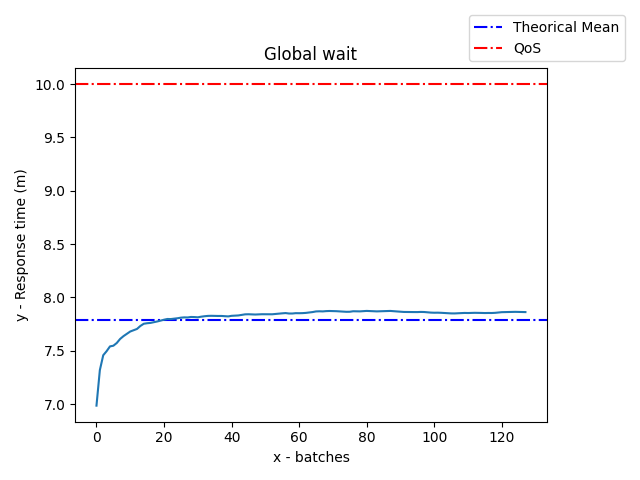 Theorical Mean
QoS
Global wait
10.0
9.5
9.0
8.5
8.0
7.5
7.0
y - Response time (m)
0 20 40 60 80 100 120
x - batches